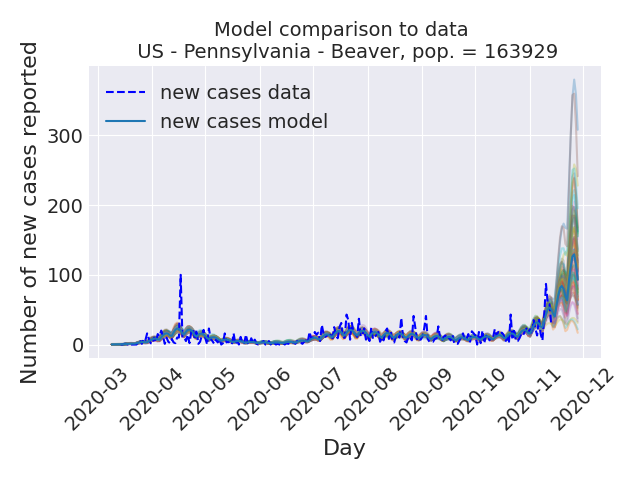 Model comparison to data
US - Pennsylvania - Beaver, pop. = 163929
Number of new cases reported
new cases data
new cases model
300
200
100
0
2020-03
2020-04
2020-05
2020-06
2020-07
2020-08
2020-09
2020-10
2020-11
2020-12
Day